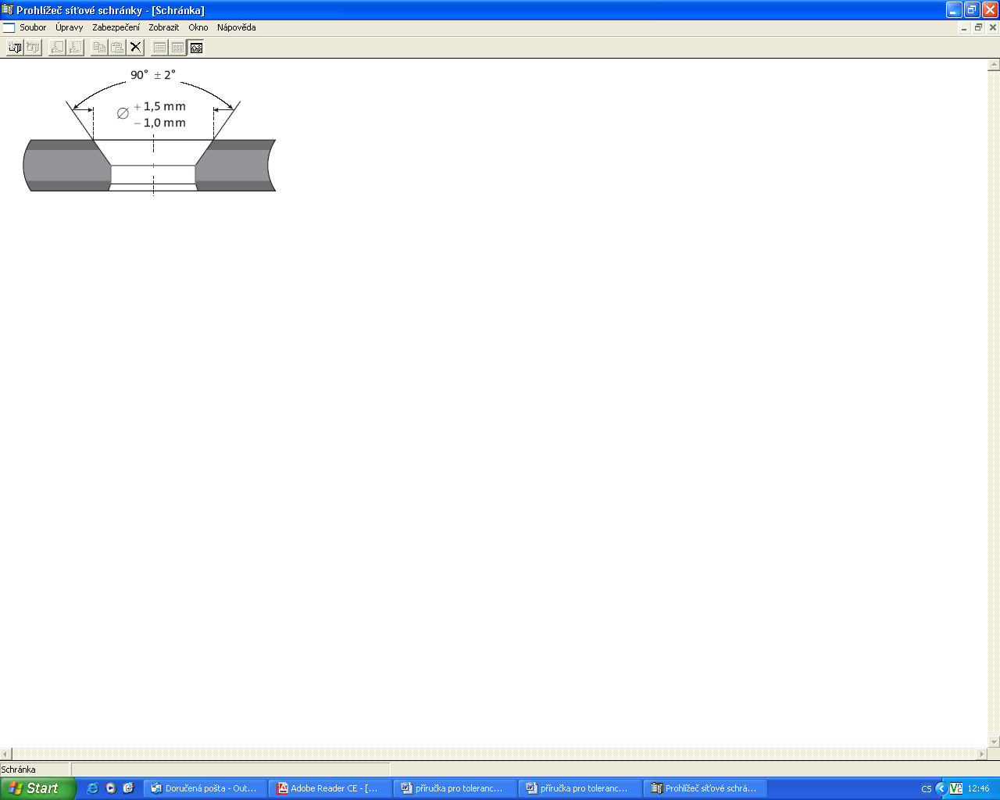 Prohlížeč síťové schránky - [Schránka]
Soubor Úpravy Zabezpečení Zobrazit Okno Nápověda
90° ± 2°
∅ + 1,5 mm
– 1,0 mm
Schránka
Start Doručená pošta - Out... Adobe Reader CE - [... příručka pro toleranc... příručka pro toleranc... Prohlížeč síťové schrá... CS 12:46